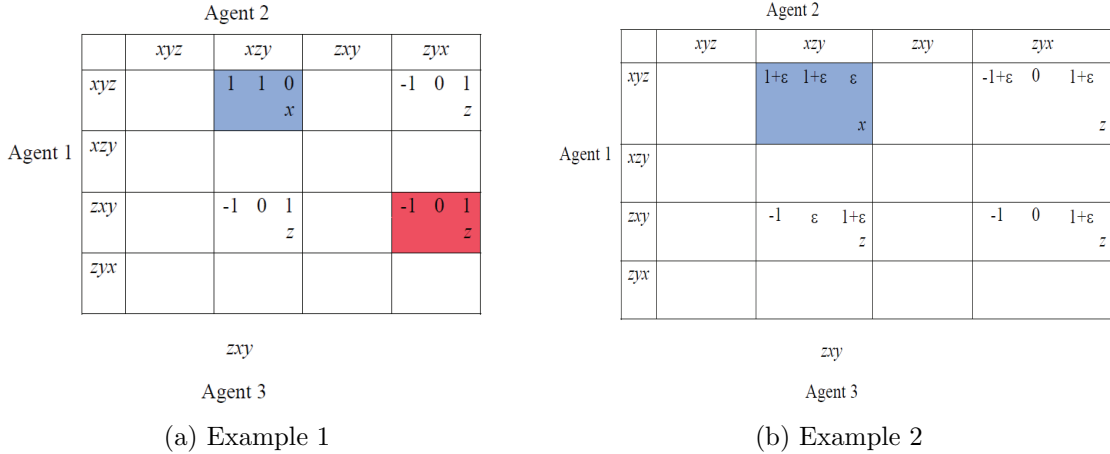 Agent 2
xyz xzy zxy zyx
xyz 1 1 0 -1 0 1
x z
Agent 1 xzy
zxy -1 0 1 -1 0 1
z z
zyx
zxy
Agent 3
(a) Example 1
Agent 2
xyz xzy zxy zyx
xyz 1+ε 1+ε ε -1+ε 0 1+ε
x z
Agent 1 xzy
zxy -1 ε 1+ε -1 0 1+ε
z z
zyx
zxy
Agent 3
(b) Example 2